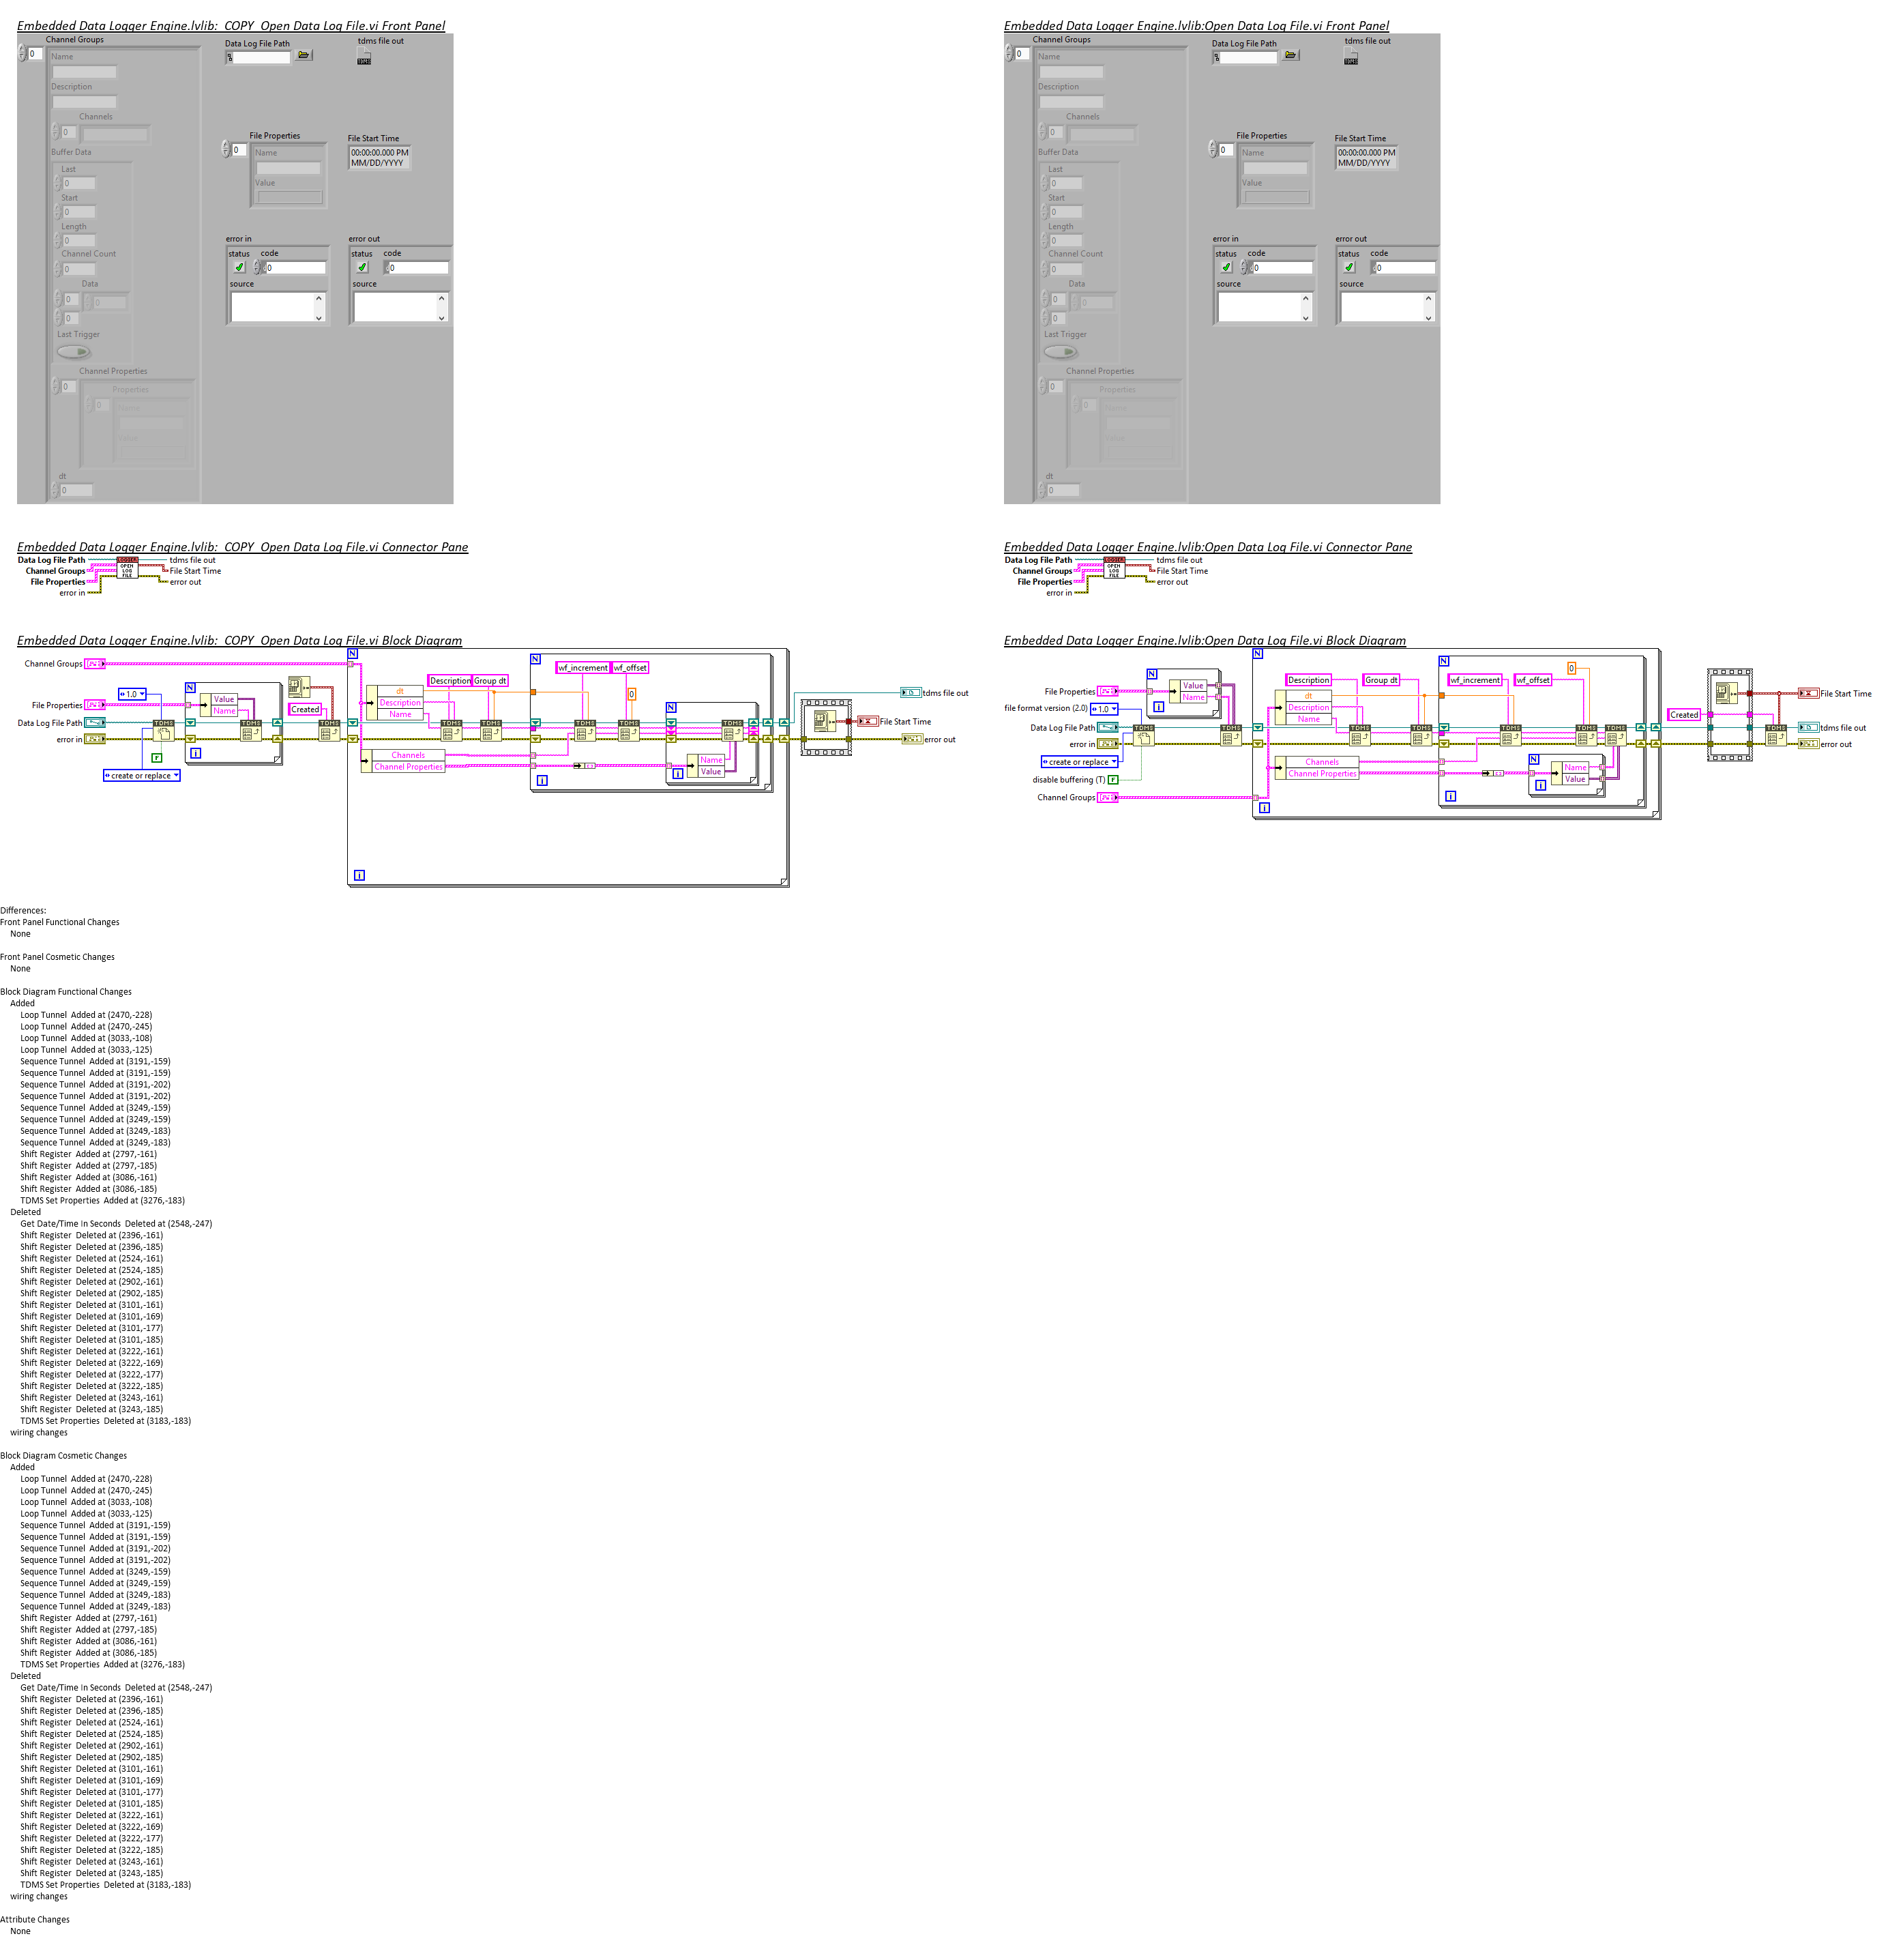 Embedded Data Logger Engine.lvlib:_COPY_Open Data Log File.vi Front Panel
Channel Groups
0
Name
Description
Channels
0
Buffer Data
Last
0
Start
0
Length
0
Channel Count
0
Data
0
0
0
Last Trigger
Channel Properties
0
Properties
0
Name
Value
dt
0
Data Log File Path
tdms file out
TDMS
File Properties
0
Name
Value
File Start Time
00:00:00.000 PM
MM/DD/YYYY
error in
status code
0
source
error out
status code
0
source
Embedded Data Logger Engine.lvlib:Open Data Log File.vi Front Panel
Channel Groups
0
Name
Description
Channels
0
Buffer Data
Last
0
Start
0
Length
0
Channel Count
0
Data
0
0
0
Last Trigger
Channel Properties
0
Properties
0
Name
Value
dt
0
Data Log File Path
tdms file out
TDMS
File Properties
0
Name
Value
File Start Time
00:00:00.000 PM
MM/DD/YYYY
error in
status code
0
source
error out
status code
0
source
Embedded Data Logger Engine.lvlib:_COPY_Open Data Log File.vi Connector Pane
Data Log File Path
Channel Groups
File Properties
error in
LOGGER
OPEN
LOG
FILE
tdms file out
File Start Time
error out
Embedded Data Logger Engine.lvlib:Open Data Log File.vi Connector Pane
Data Log File Path
Channel Groups
File Properties
error in
LOGGER
OPEN
LOG
FILE
tdms file out
File Start Time
error out
Embedded Data Logger Engine.lvlib:_COPY_Open Data Log File.vi Block Diagram
Channel Groups
File Properties
Data Log File Path
error in
1.0
TDMS
F
create or replace
N
Value
Name
TDMS
i
Created
TDMS
N
dt
Description
Name
Description
Group dt
TDMS
TDMS
Channels
Channel Properties
N
wf_increment
wf_offset
0
TDMS
TDMS
i
N
TDMS
Name
Value
i
i
tdms file out
File Start Time
error out
Embedded Data Logger Engine.lvlib:Open Data Log File.vi Block Diagram
File Properties
file format version (2.0)
1.0
Data Log File Path
error in
create or replace
disable buffering (T)
F
Channel Groups
N
Value
Name
i
TDMS
TDMS
N
Description
Group dt
dt
Description
Name
TDMS
TDMS
Channels
Channel Properties
i
N
wf_increment
wf_offset
0
TDMS
TDMS
TDMS
N
Name
Value
i
i
Created
TDMS
File Start Time
tdms file out
error out
Differences:
Front Panel Functional Changes
None
Front Panel Cosmetic Changes
None
Block Diagram Functional Changes
Added
Loop Tunnel Added at (2470,-228)
Loop Tunnel Added at (2470,-245)
Loop Tunnel Added at (3033,-108)
Loop Tunnel Added at (3033,-125)
Sequence Tunnel Added at (3191,-159)
Sequence Tunnel Added at (3191,-159)
Sequence Tunnel Added at (3191,-202)
Sequence Tunnel Added at (3191,-202)
Sequence Tunnel Added at (3249,-159)
Sequence Tunnel Added at (3249,-159)
Sequence Tunnel Added at (3249,-183)
Sequence Tunnel Added at (3249,-183)
Shift Register Added at (2797,-161)
Shift Register Added at (2797,-185)
Shift Register Added at (3086,-161)
Shift Register Added at (3086,-185)
TDMS Set Properties Added at (3276,-183)
Deleted
Get Date/Time In Seconds Deleted at (2548,-247)
Shift Register Deleted at (2396,-161)
Shift Register Deleted at (2396,-185)
Shift Register Deleted at (2524,-161)
Shift Register Deleted at (2524,-185)
Shift Register Deleted at (2902,-161)
Shift Register Deleted at (2902,-185)
Shift Register Deleted at (3101,-161)
Shift Register Deleted at (3101,-169)
Shift Register Deleted at (3101,-177)
Shift Register Deleted at (3101,-185)
Shift Register Deleted at (3222,-161)
Shift Register Deleted at (3222,-169)
Shift Register Deleted at (3222,-177)
Shift Register Deleted at (3222,-185)
Shift Register Deleted at (3243,-161)
Shift Register Deleted at (3243,-185)
TDMS Set Properties Deleted at (3183,-183)
wiring changes
Block Diagram Cosmetic Changes
Added
Loop Tunnel Added at (2470,-228)
Loop Tunnel Added at (2470,-245)
Loop Tunnel Added at (3033,-108)
Loop Tunnel Added at (3033,-125)
Sequence Tunnel Added at (3191,-159)
Sequence Tunnel Added at (3191,-159)
Sequence Tunnel Added at (3191,-202)
Sequence Tunnel Added at (3191,-202)
Sequence Tunnel Added at (3249,-159)
Sequence Tunnel Added at (3249,-159)
Sequence Tunnel Added at (3249,-183)
Sequence Tunnel Added at (3249,-183)
Shift Register Added at (2797,-161)
Shift Register Added at (2797,-185)
Shift Register Added at (3086,-161)
Shift Register Added at (3086,-185)
TDMS Set Properties Added at (3276,-183)
Deleted
Get Date/Time In Seconds Deleted at (2548,-247)
Shift Register Deleted at (2396,-161)
Shift Register Deleted at (2396,-185)
Shift Register Deleted at (2524,-161)
Shift Register Deleted at (2524,-185)
Shift Register Deleted at (2902,-161)
Shift Register Deleted at (2902,-185)
Shift Register Deleted at (3101,-161)
Shift Register Deleted at (3101,-169)
Shift Register Deleted at (3101,-177)
Shift Register Deleted at (3101,-185)
Shift Register Deleted at (3222,-161)
Shift Register Deleted at (3222,-169)
Shift Register Deleted at (3222,-177)
Shift Register Deleted at (3222,-185)
Shift Register Deleted at (3243,-161)
Shift Register Deleted at (3243,-185)
TDMS Set Properties Deleted at (3183,-183)
wiring changes
Attribute Changes
None